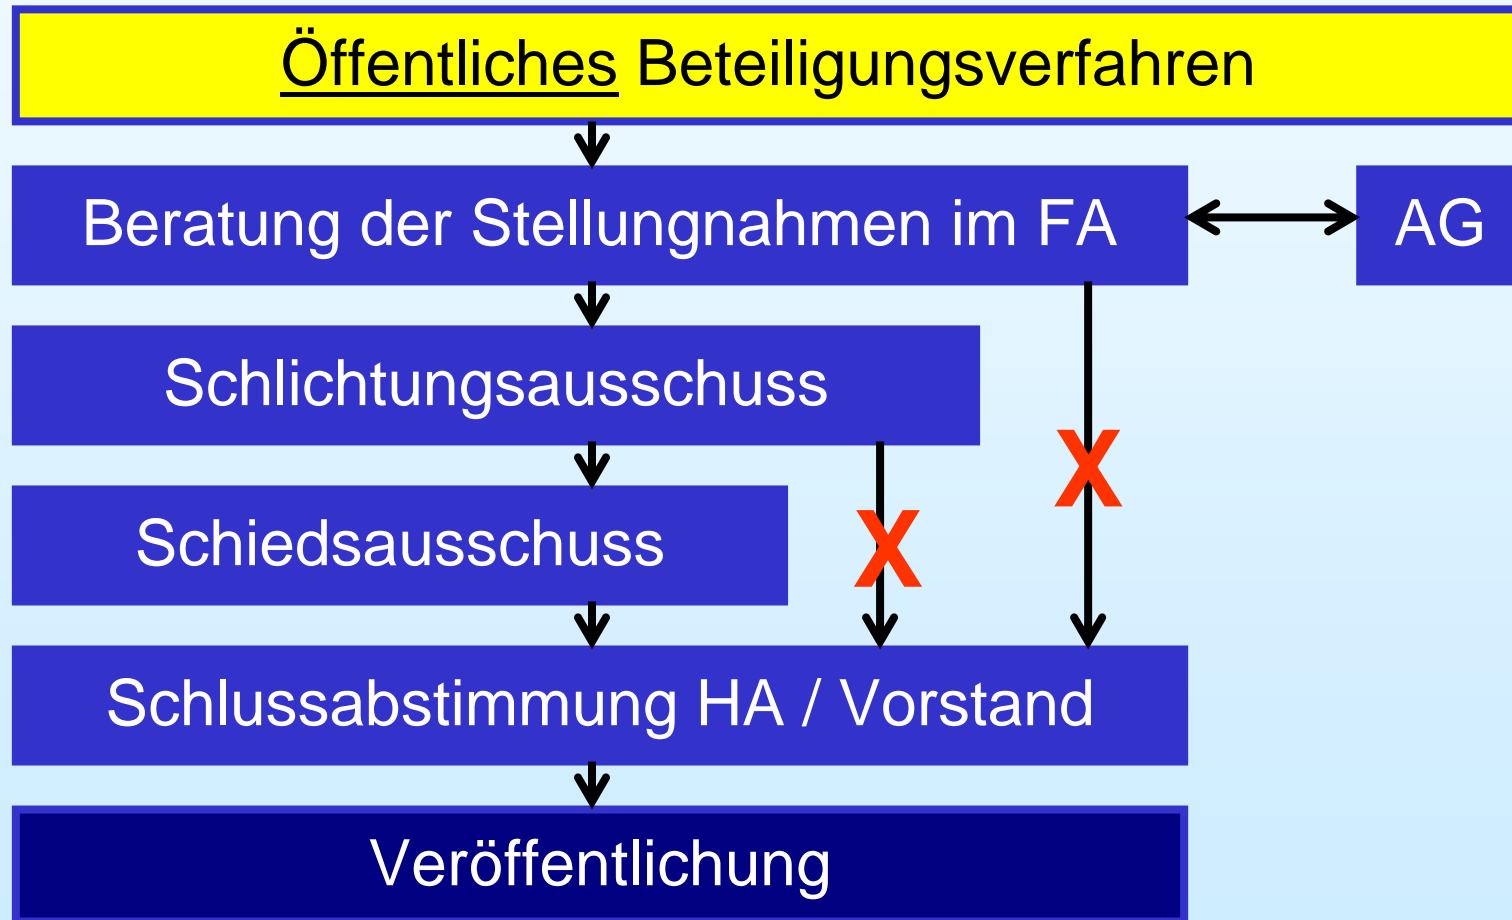 Öffentliches Beteiligungsverfahren
Beratung der Stellungnahmen im FA
AG
Schlichtungsausschuss
X
Schiedsausschuss
X
Schlussabstimmung HA / Vorstand
Veröffentlichung